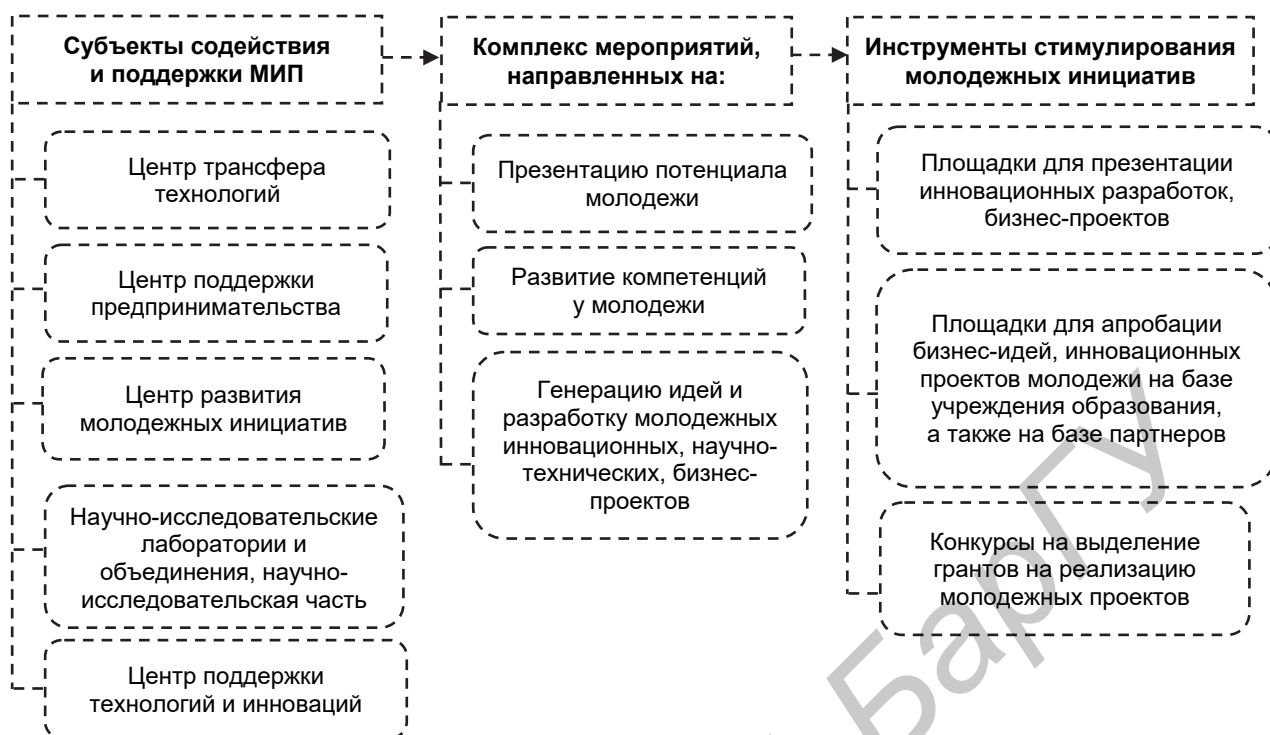 Субъекты содействия
и поддержки МИП
Центр трансфера
технологий
Центр поддержки
предпринимательства
Центр развития
молодежных инициатив
Научно-исследовательские
лаборатории и
объединения, научно-
исследовательская часть
Центр поддержки
технологий и инноваций
Комплекс мероприятий,
направленных на:
Презентацию потенциала
молодежи
Развитие компетенций
у молодежи
Генерацию идей и
разработку молодежных
инновационных, научно-
технических, бизнес-
проектов
Инструменты стимулирования
молодежных инициатив
Площадки для презентации
инновационных разработок,
бизнес-проектов
Площадки для апробации
бизнес-идей, инновационных
проектов молодежи на базе
учреждения образования,
а также на базе партнеров
Конкурсы на выделение
грантов на реализацию
молодежных проектов
БарГУ